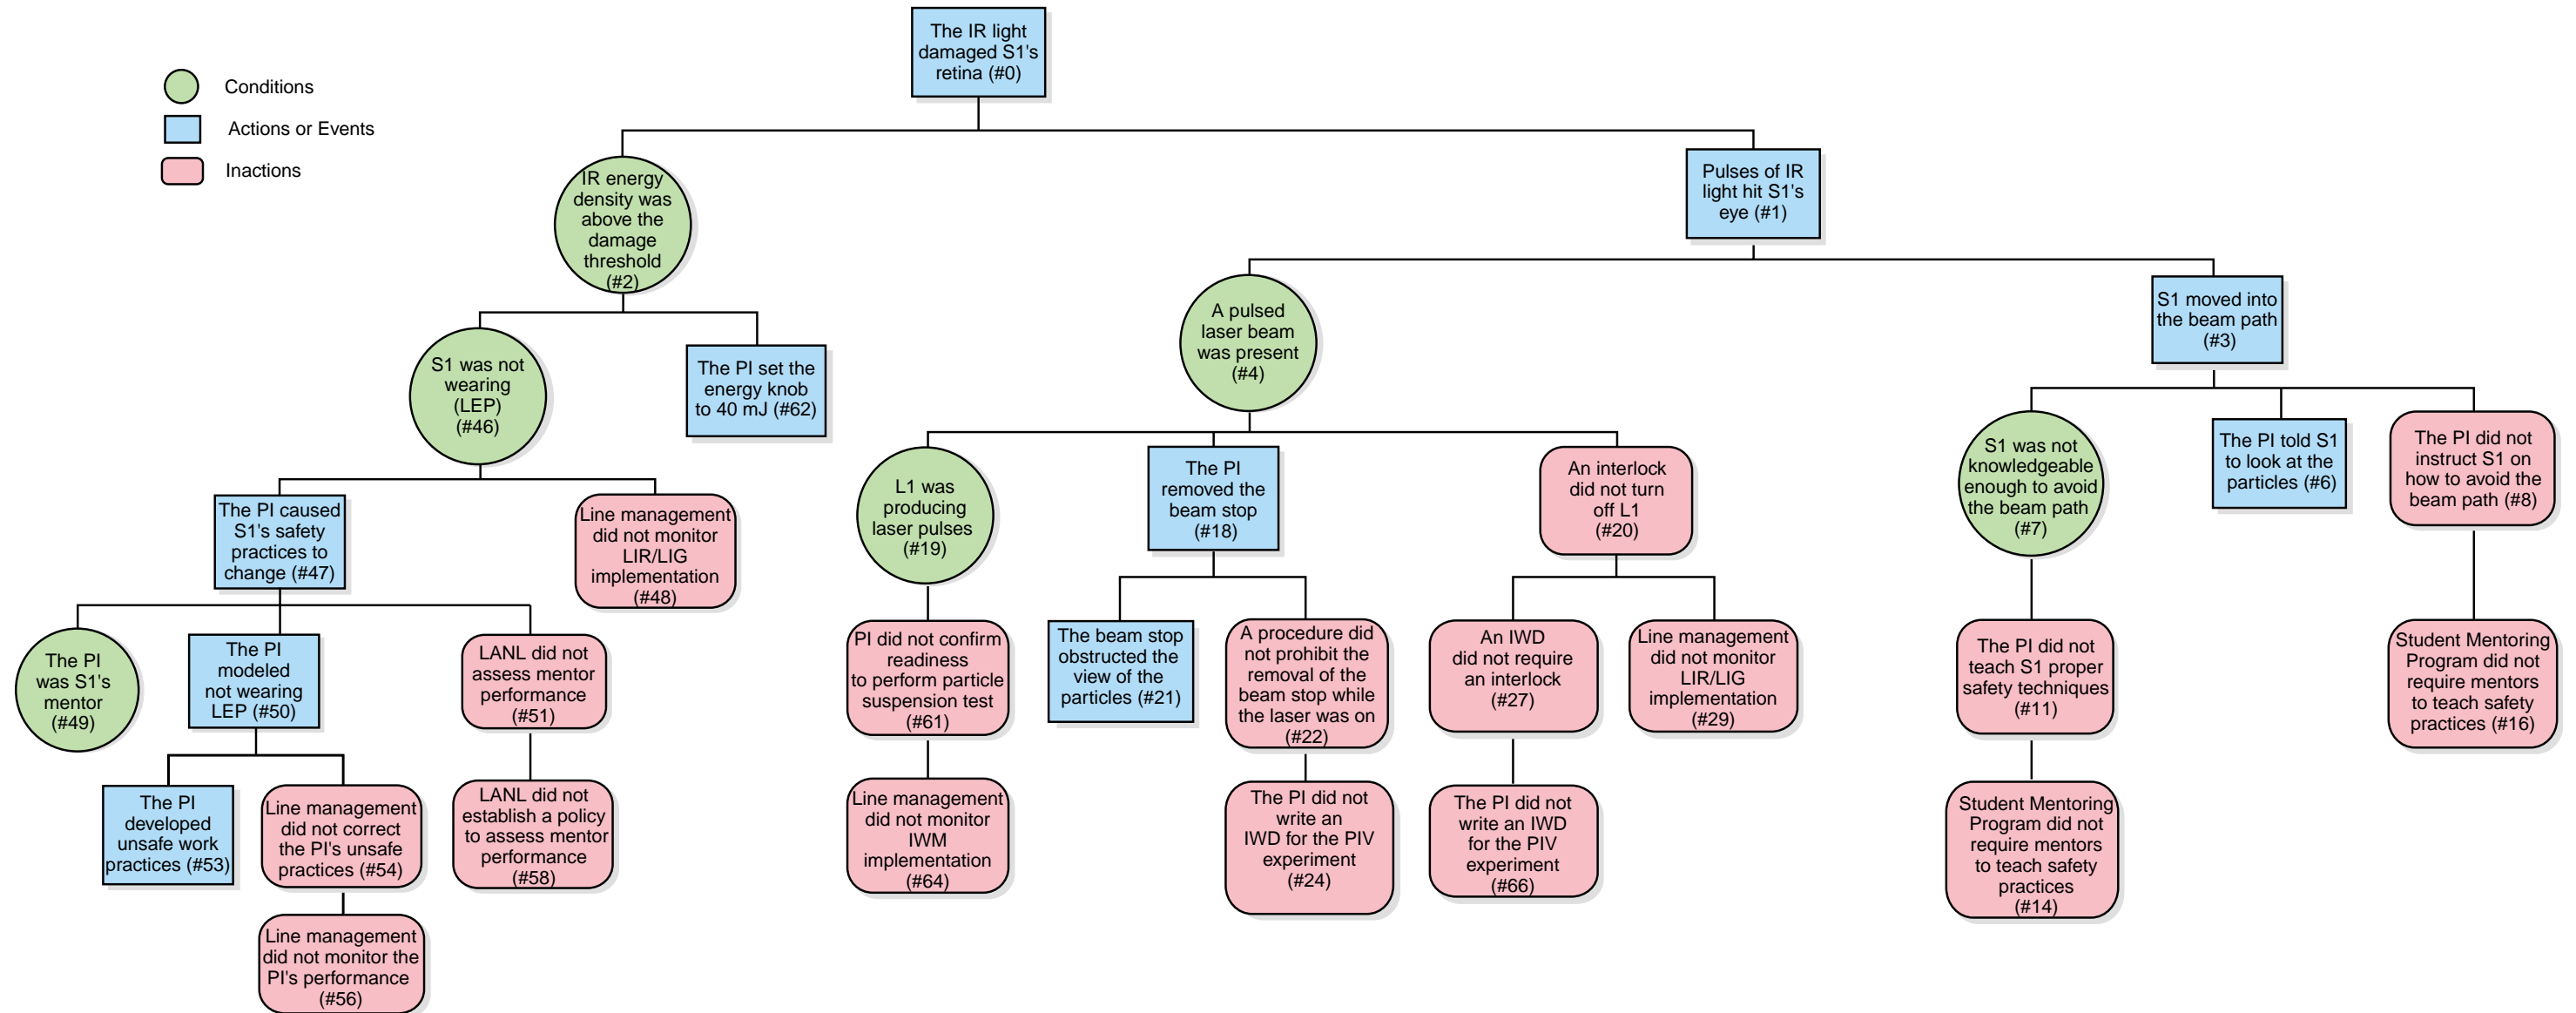 The IR light
damaged S1's
retina (#0)
Conditions
Actions or Events
Inactions
IR energy
density was
above the
damage
threshold
(#2)
Pulses of IR
light hit S1's
eye (#1)
S1 was not
wearing
(LEP)
(#46)
The PI set the
energy knob
to 40 mJ (#62)
A pulsed
laser beam
was present
(#4)
S1 moved into
the beam path
(#3)
The PI caused
S1's safety
practices to
change (#47)
Line management
did not monitor
LIR/LIG
implementation
(#48)
L1 was
producing
laser pulses
(#19)
The PI
removed the
beam stop
(#18)
An interlock
did not turn
off L1
(#20)
S1 was not
knowledgeable
enough to avoid
the beam path
(#7)
The PI told S1
to look at the
particles (#6)
The PI did not
instruct S1 on
how to avoid the
beam path (#8)
The PI
was S1's
mentor
(#49)
The PI
modeled
not wearing
LEP (#50)
LANL did not
assess mentor
performance
(#51)
PI did not confirm
readiness
to perform particle
suspension test
(#61)
The beam stop
obstructed the
view of the
particles (#21)
A procedure did
not prohibit the
removal of the
beam stop while
the laser was on
(#22)
An IWD
did not require
an interlock
(#27)
Line management
did not monitor
LIR/LIG
implementation
(#29)
The PI did not
teach S1 proper
safety techniques
(#11)
Student Mentoring
Program did not
require mentors
to teach safety
practices (#16)
The PI
developed
unsafe work
practices (#53)
Line management
did not correct
the PI's unsafe
practices (#54)
LANL did not
establish a policy
to assess mentor
performance
(#58)
Line management
did not monitor
IWM
implementation
(#64)
The PI did not
write an
IWD for the PIV
experiment
(#24)
The PI did not
write an IWD
for the PIV
experiment
(#66)
Student Mentoring
Program did not
require mentors
to teach safety
practices
(#14)
Line management
did not monitor the
PI's performance
(#56)